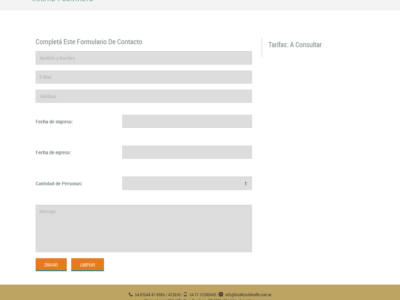 Completá Este Formulario De Contacto
Tarifas: A Consultar
Nombre y Apellido
E-Mail
Teléfono
Fecha de ingreso:
Fecha de egreso:
Cantidad de Personas:
1
Mensaje
ENVIAR
LIMPIAR